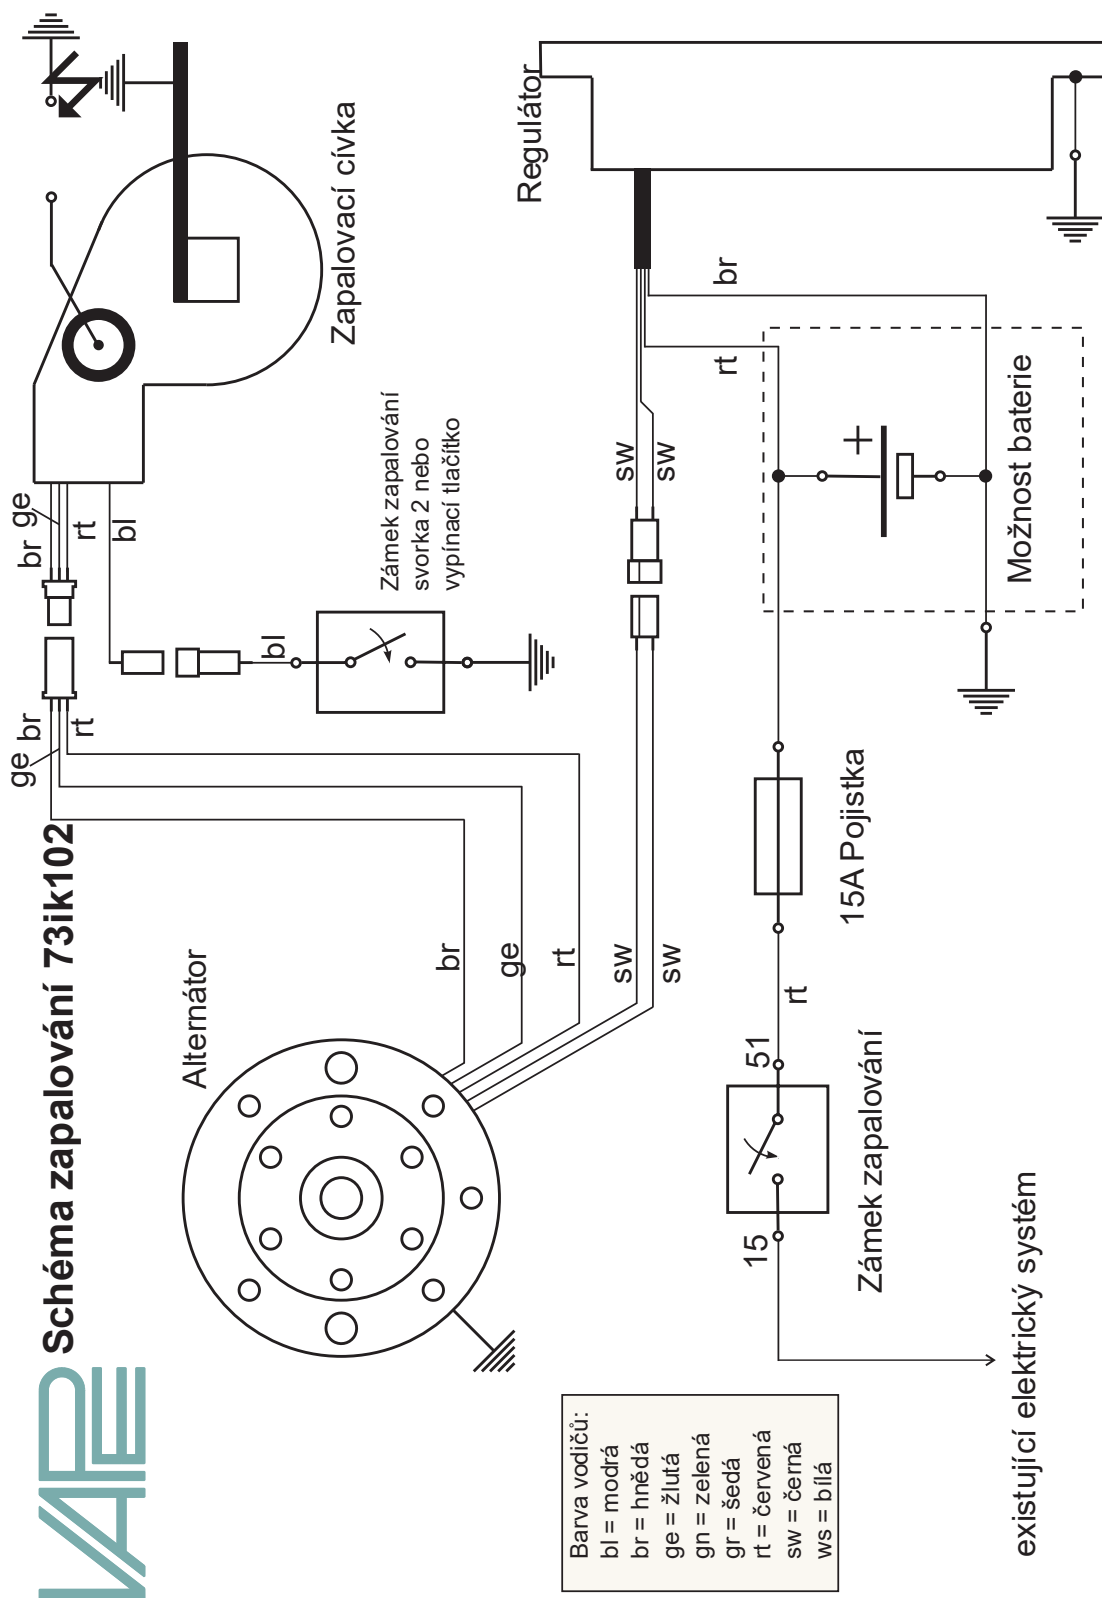 VAPE
Schéma zapalování 73ik102
Alternátor
br
ge
rt
sw
sw
ge
br
rt
br
ge
rt
bl
bl
Zapalovací cívka
Zámek zapalování
svorka 2 nebo
vypínací tlačítko
Regulátor
sw
sw
rt
br
+
Možnost baterie
15A Pojistka
rt
51
15
Zámek zapalování
existující elektrický systém
Barva vodičů:
bl = modrá
br = hnědá
ge = žlutá
gn = zelená
gr = šedá
rt = červená
sw = černá
ws = bílá